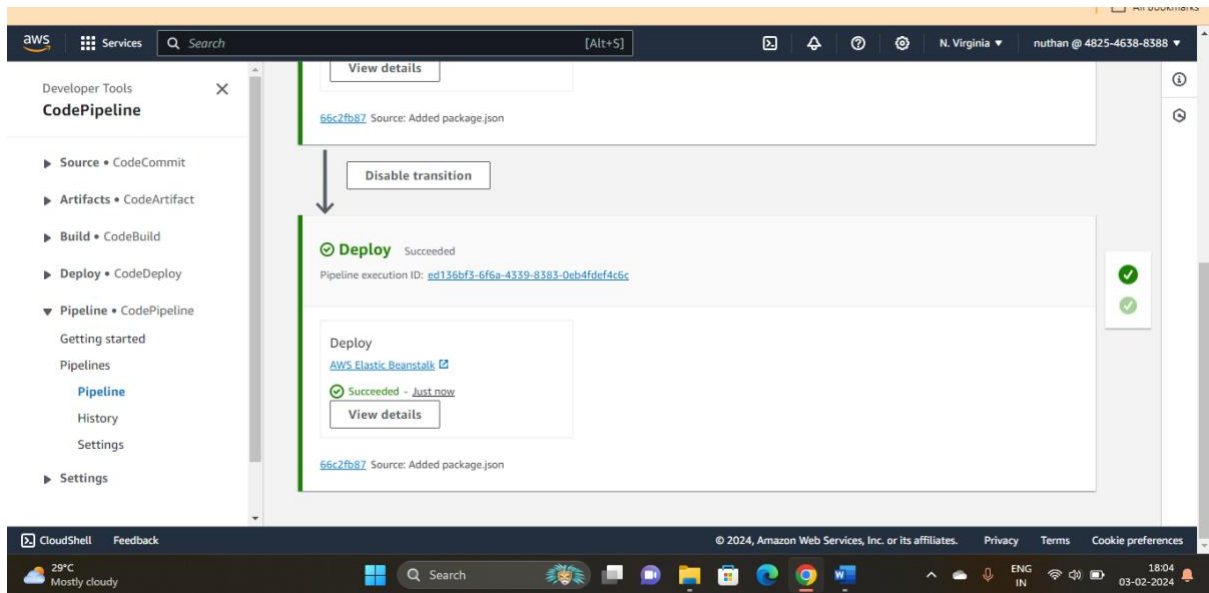 All Bookmarks
aws Services Search [Alt+S] N. Virginia ▼ nuthan @ 4825-4638-8388 ▼
Developer Tools
CodePipeline
Source • CodeCommit
Artifacts • CodeArtifact
Build • CodeBuild
Deploy • CodeDeploy
Pipeline • CodePipeline
Getting started
Pipelines
Pipeline
History
Settings
Settings
View details
66c2fb87 Source: Added package.json
Disable transition
Deploy Succeeded
Pipeline execution ID: ed136bf3-6f6a-4339-8383-0eb4fdef4c6c
Deploy
AWS Elastic Beanstalk
Succeeded - Just now
View details
66c2fb87 Source: Added package.json
CloudShell Feedback © 2024, Amazon Web Services, Inc. or its affiliates. Privacy Terms Cookie preferences
29°C
Mostly cloudy
Search
ENG
IN
18:04
03-02-2024